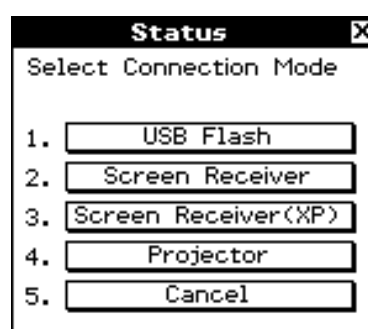 Status X
Select Connection Mode
1. USB Flash
2. Screen Receiver
3. Screen Receiver(XP)
4. Projector
5. Cancel